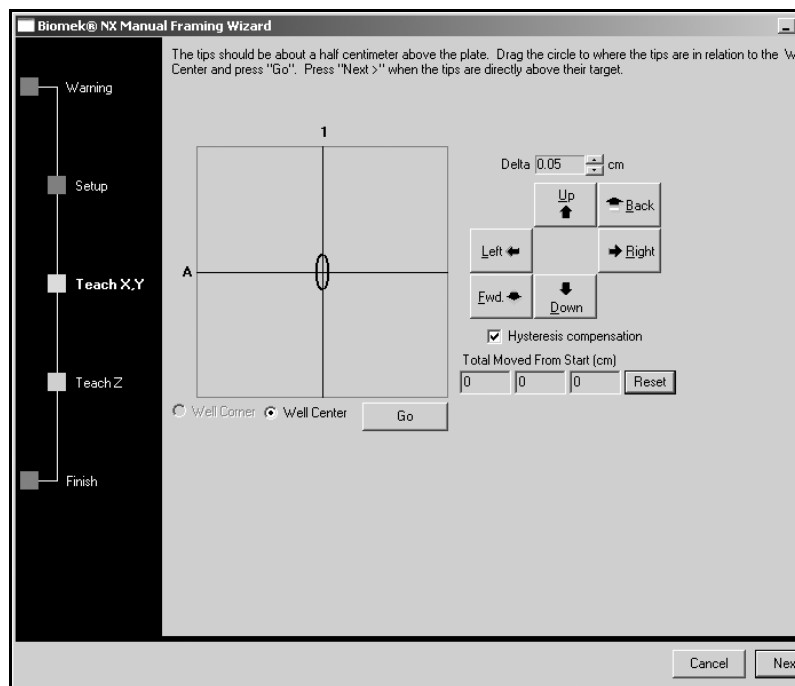 Biomek® NX Manual Framing Wizard
The tips should be about a half centimeter above the plate. Drag the circle to where the tips are in relation to the
Center and press "Go". Press "Next >" when the tips are directly above their target.
Warning
Setup
Teach X,Y
Teach Z
Finish
1
A
Well Corner
Well Center
Go
Delta 0.05 cm
Up
Back
Left
Right
Fwd.
Down
Hysteresis compensation
Total Moved From Start (cm)
0 0 0 Reset
Cancel